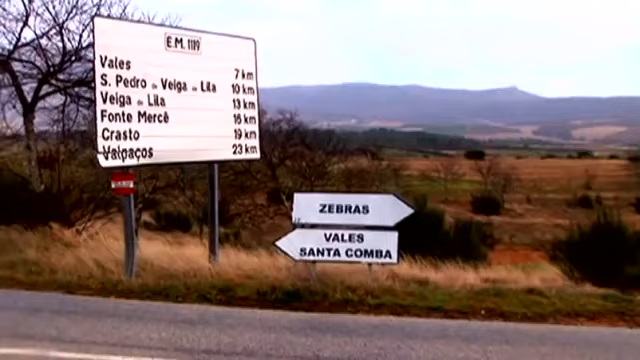 E.M. 1119
Vales 7 km
S. Pedro de Veiga de Lila 10 km
Veiga de Lila 13 km
Fonte Mercê 16 km
Crasto 19 km
Valpaços 23 km
ZEBRAS
VALES
SANTA COMBA